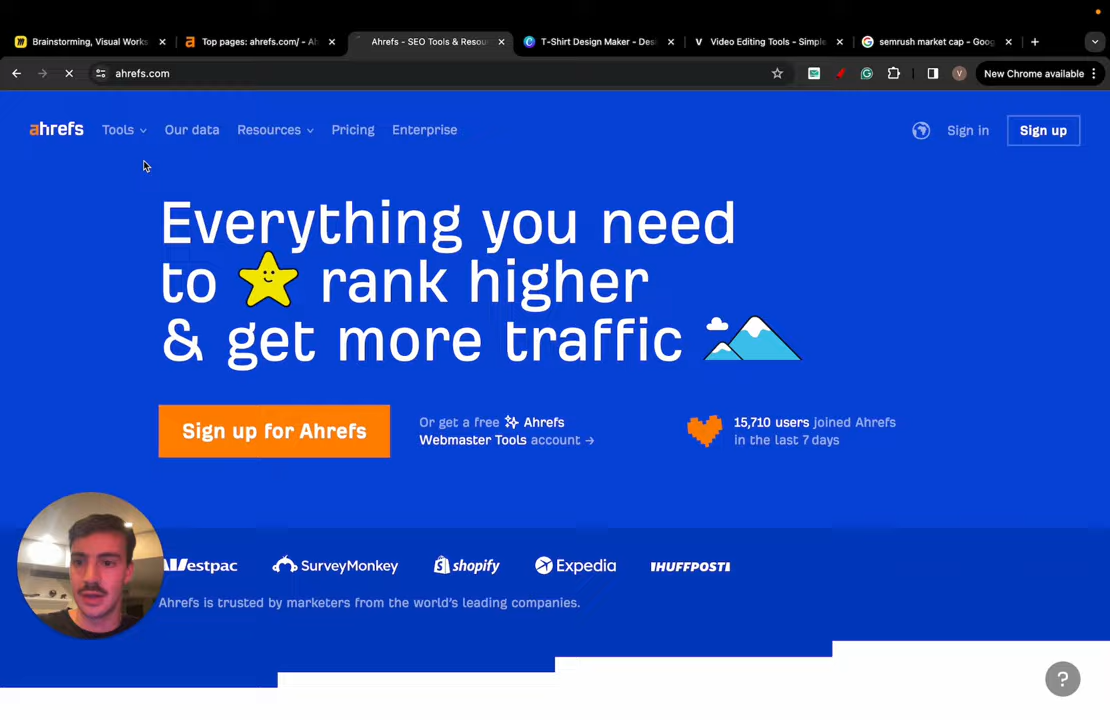 Brainstorming, Visual Works
Top pages: ahrefs.com/ - Ah
Ahrefs - SEO Tools & Resou
T-Shirt Design Maker - Des
Video Editing Tools - Simple
semrush market cap - Goog
ahrefs.com
V
New Chrome available
ahrefs
Tools
Our data
Resources
Pricing
Enterprise
Sign in
Sign up
Everything you need
to rank higher
& get more traffic
Sign up for Ahrefs
Or get a free Ahrefs
Webmaster Tools account →
15,710 users joined Ahrefs
in the last 7 days
Westpac
SurveyMonkey
shopify
Expedia
IHUFFPOSTI
Ahrefs is trusted by marketers from the world's leading companies.
?